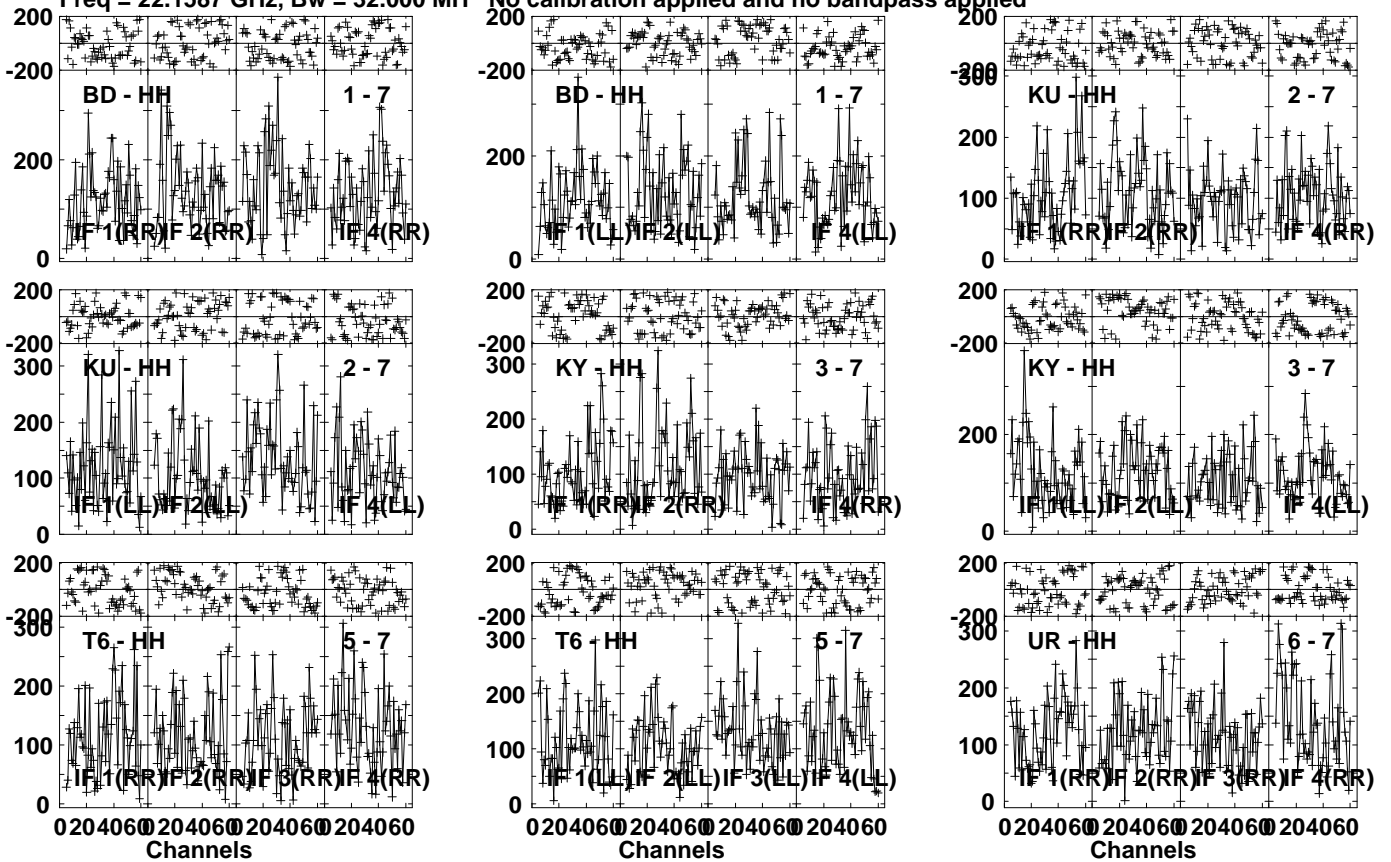 Freq = 22.1587 GHz, Bw = 32.000 MH No calibration applied and no bandpass applied
200 200 200
-200 -200 -200
300
BD - HH 1 - 7 BD - HH 1 - 7 KU - HH 2 - 7
200 200 200
100
IF 1(RR) IF 2(RR) IF 4(RR) IF 1(LL) IF 2(LL) IF 4(LL) IF 1(RR) IF 2(RR) IF 4(RR)
0 0 0
200 200 200
-200 -200 -200
KU - HH 2 - 7 KY - HH 3 - 7 KY - HH 3 - 7
300 300
200 200 200
100 100
IF 1(LL) IF 2(LL) IF 4(LL) IF 1(RR) IF 2(RR) IF 4(RR) IF 1(LL) IF 2(LL) IF 4(LL)
0 0 0
200 200 200
-200 -200 -200
300 300 300
T6 - HH 5 - 7 T6 - HH 5 - 7 UR - HH 6 - 7
200 200 200
100 100 100
IF 1(RR) IF 2(RR) IF 3(RR) IF 4(RR) IF 1(LL) IF 2(LL) IF 3(LL) IF 4(LL) IF 1(RR) IF 2(RR) IF 3(RR) IF 4(RR)
0 0 0
0 20 40 60 0 20 40 60 0 20 40 60 0 20 40 60 0 20 40 60 0 20 40 60 0 20 40 60 0 20 40 60 0 20 40 60 0 20 40 60 0 20 40 60 0 20 40 60
Channels Channels Channels